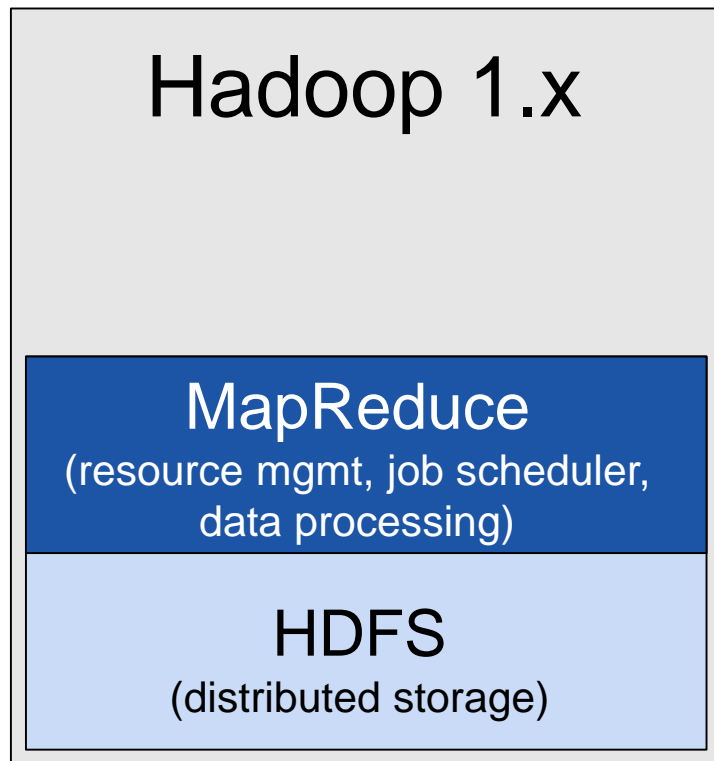 Hadoop 1.x
MapReduce
(resource mgmt, job scheduler,
data processing)
HDFS
(distributed storage)